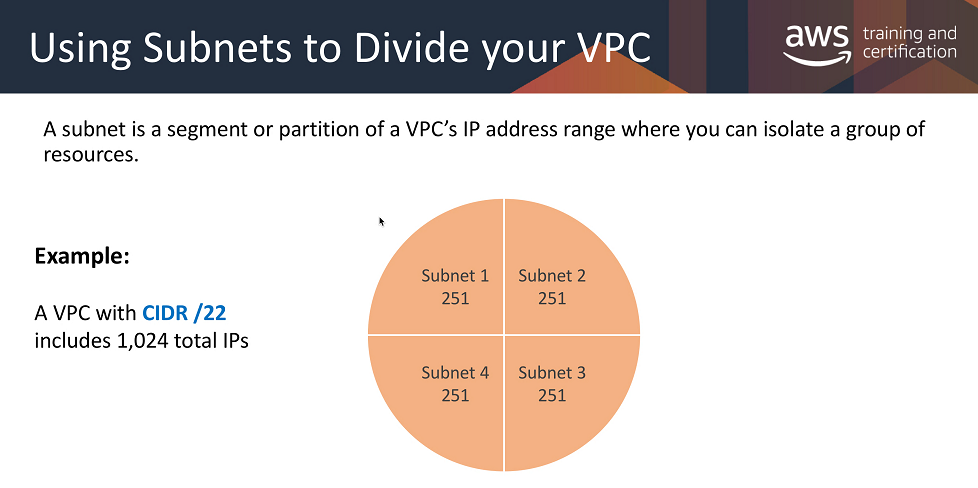 Using Subnets to Divide your VPC
aws training and
certification
A subnet is a segment or partition of a VPC’s IP address range where you can isolate a group of
resources.
Example:
A VPC with CIDR /22
includes 1,024 total IPs
Subnet 1
251
Subnet 2
251
Subnet 4
251
Subnet 3
251